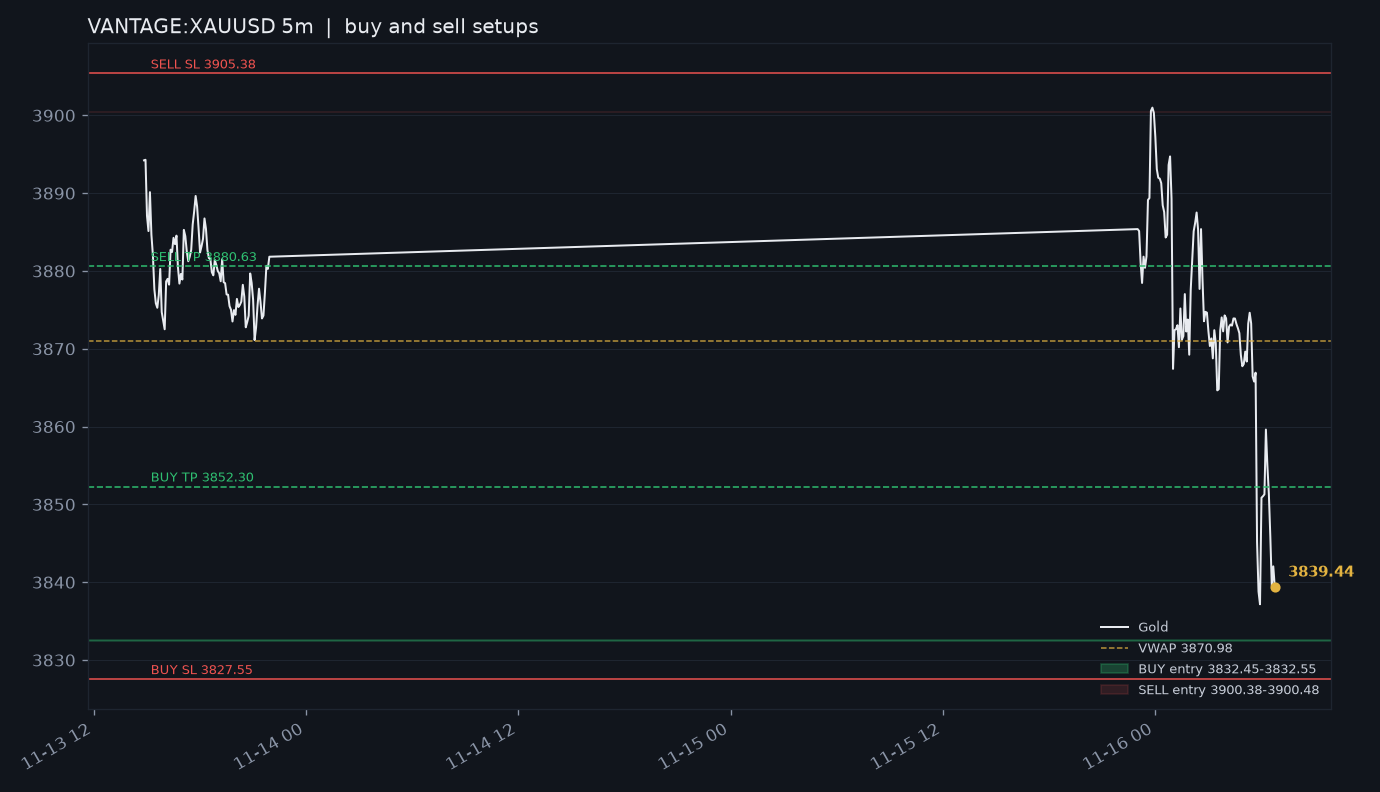 VANTAGE:XAUUSD 5m | buy and sell setups
SELL SL 3905.38
3900
3890
SELL TP 3880.63
3880
3870
3860
BUY TP 3852.30
3850
3839.44
3840
Gold
VWAP 3870.98
3830
BUY SL 3827.55
BUY entry 3832.45-3832.55
SELL entry 3900.38-3900.48
11-13 12
11-14 00
11-14 12
11-15 00
11-15 12
11-16 00